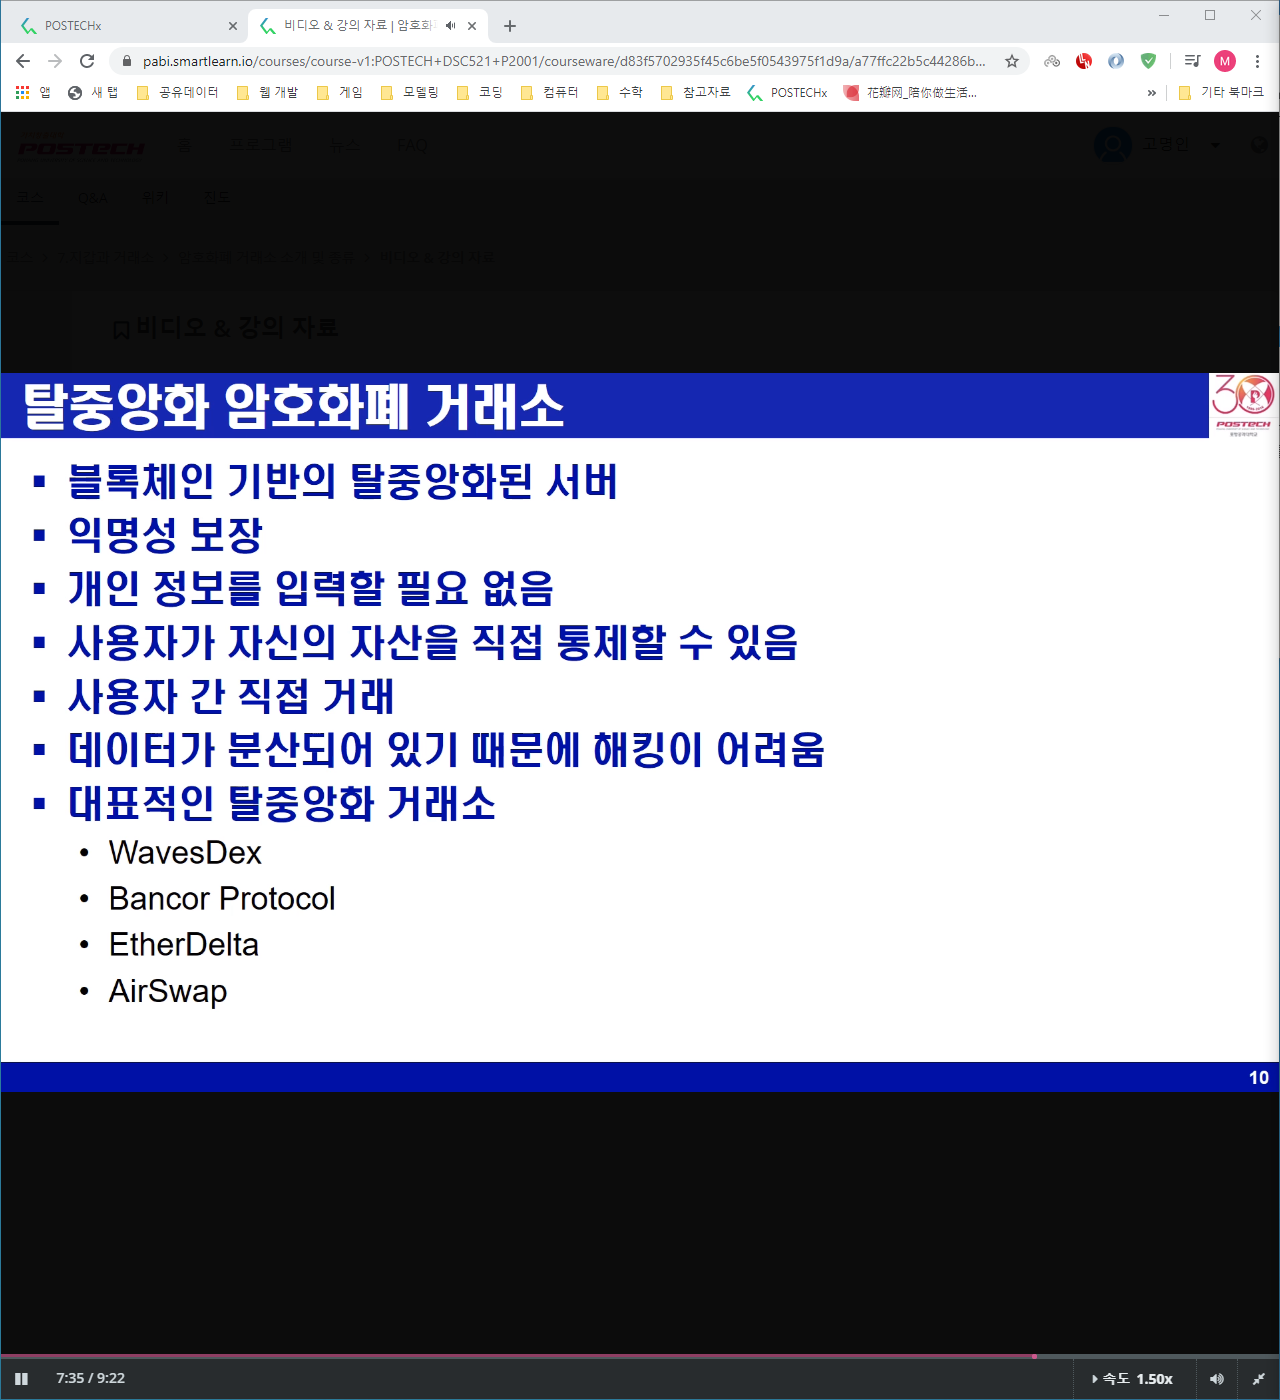 POSTECHx
비디오 & 강의 자료 | 암호화
pabi.smartlearn.io/courses/course-v1:POSTECH+DSC521+P2001/courseware/d83f5702935f45c6be5f0543975f1d9a/a77ffc22b5c44286b...
M
앱 새 탭 공유데이터 웹 개발 게임 모델링 코딩 컴퓨터 수학 참고자료 POSTECHx 花瓣网_陪你做生活... » 기타 북마크
POSTECH 홈 프로그램 뉴스 FAQ 고영인
코스 Q&A 위키 진도
비디오 & 강의 자료
탈중앙화 암호화폐 거래소
30
POSTECH
▪ 블록체인 기반의 탈중앙화된 서버
▪ 익명성 보장
▪ 개인 정보를 입력할 필요 없음
▪ 사용자가 자신의 자산을 직접 통제할 수 있음
▪ 사용자 간 직접 거래
▪ 데이터가 분산되어 있기 때문에 해킹이 어려움
▪ 대표적인 탈중앙화 거래소
• WavesDex
• Bancor Protocol
• EtherDelta
• AirSwap
10
7:35 / 9:22
속도 1.50x